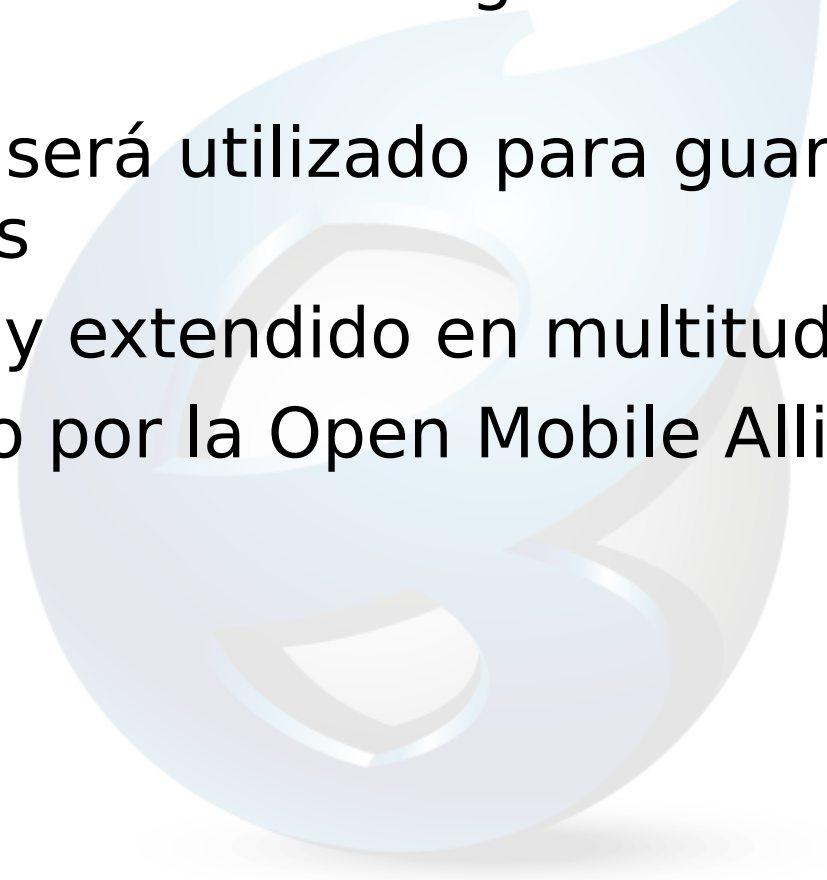 será utilizado para guar
s
y extendido en multitud
o por la Open Mobile Alli